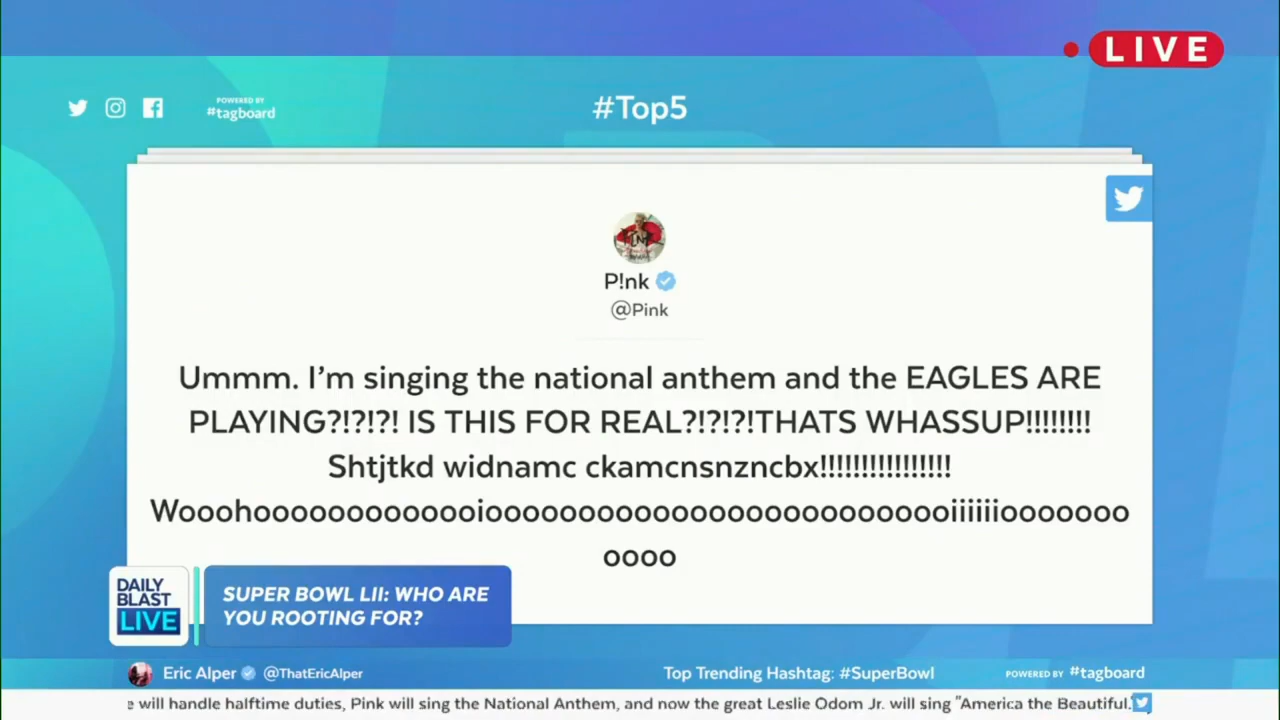 LIVE
POWERED BY
#tagboard
#Top5
P!nk
@Pink
Ummm. I’m singing the national anthem and the EAGLES ARE
PLAYING?!?!?! IS THIS FOR REAL?!?!?!THATS WHASSUP!!!!!!!!
Shtjtkd widnamc ckamcnsnzncbx!!!!!!!!!!!!!!!!
Wooohooooooooooooiooooooooooooooooooooooooiiiiiiooooooo
oooo
DAILY
BLAST
LIVE
SUPER BOWL LII: WHO ARE
YOU ROOTING FOR?
Eric Alper @ThatEricAlper
Top Trending Hashtag: #SuperBowl
POWERED BY #tagboard
will handle halftime duties, Pink will sing the National Anthem, and now the great Leslie Odom Jr. will sing "America the Beautiful."